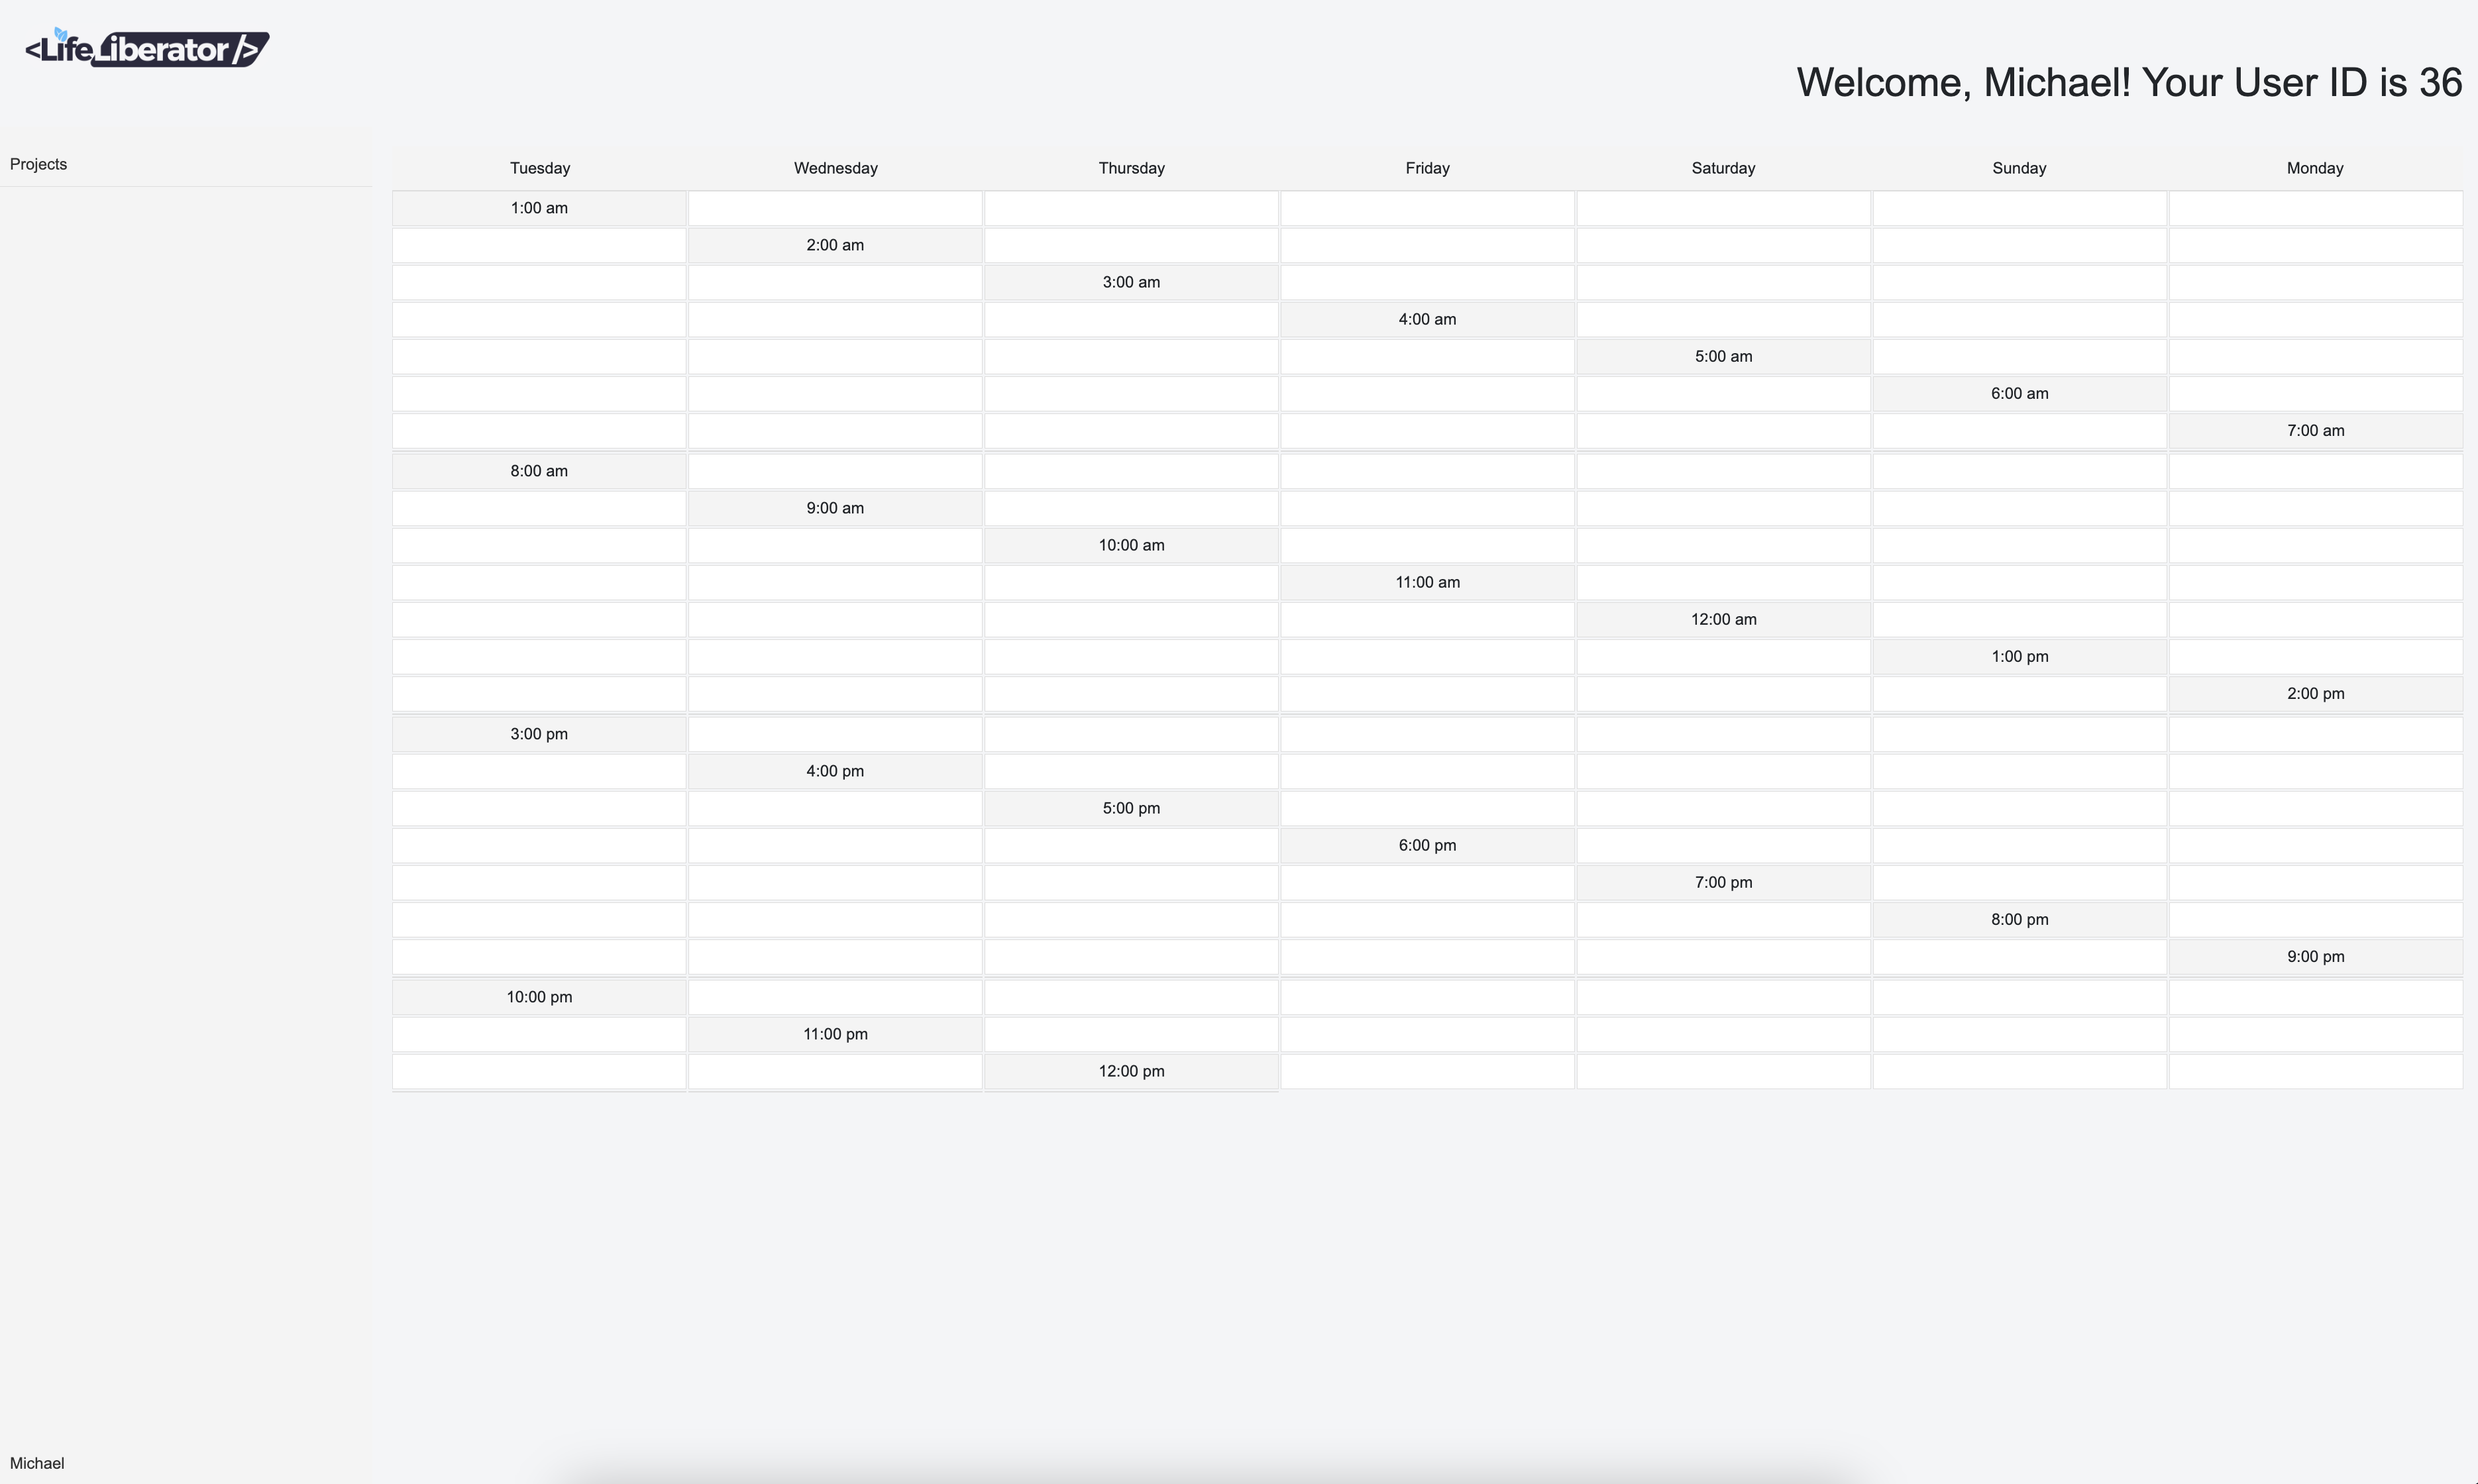 <LifeLiberator/>
Welcome, Michael! Your User ID is 36
Projects
Tuesday Wednesday Thursday Friday Saturday Sunday Monday
1:00 am
2:00 am
3:00 am
4:00 am
5:00 am
6:00 am
7:00 am
8:00 am
9:00 am
10:00 am
11:00 am
12:00 am
1:00 pm
2:00 pm
3:00 pm
4:00 pm
5:00 pm
6:00 pm
7:00 pm
8:00 pm
9:00 pm
10:00 pm
11:00 pm
12:00 pm
Michael